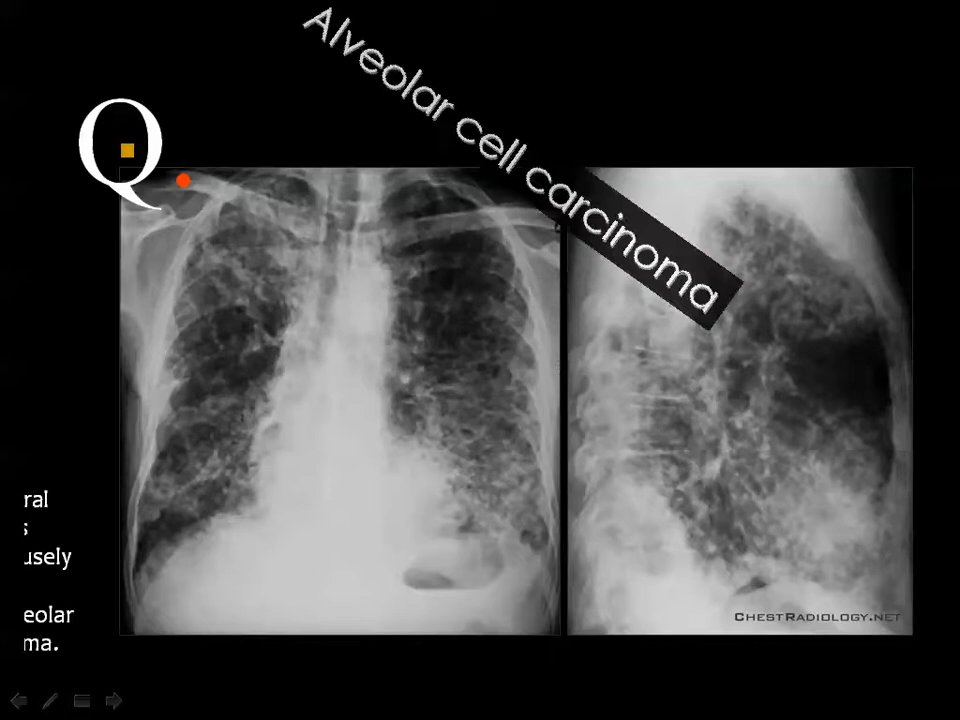 Alveolar cell carcinoma
Q
ral
s
usely
eolar
ma.
CHESTRADIOLOGY.NET